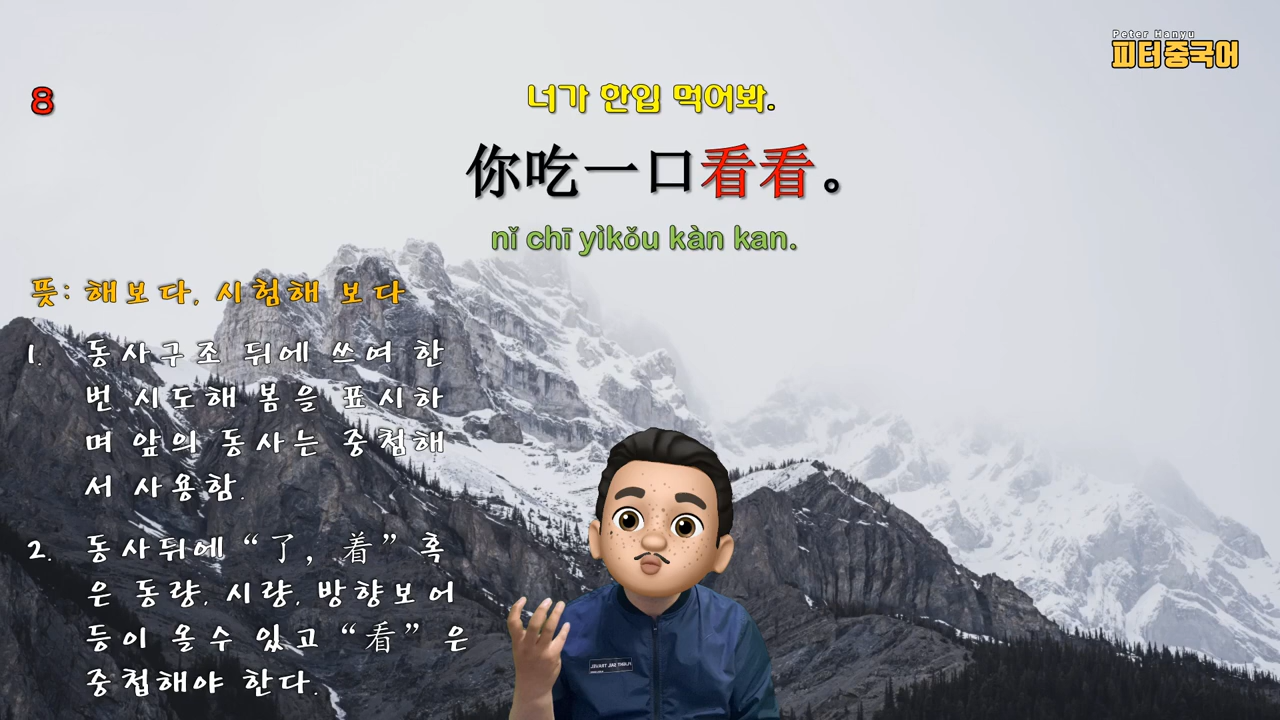 Peter Hanyu
피터중국어
8
너가 한입 먹어봐.
你吃一口看看。
nǐ chī yìkǒu kàn kan.
뜻: 해보다, 시험해 보다
1. 동사구조 뒤에 쓰여 한
번 시도해 봄을 표시하
며 앞의 동사는 중첩해
서 사용함.
2. 동사뒤에 “了, 着” 혹
은 동량, 시량, 방향보어
등이 올수 있고 “看” 은
중첩해야 한다.